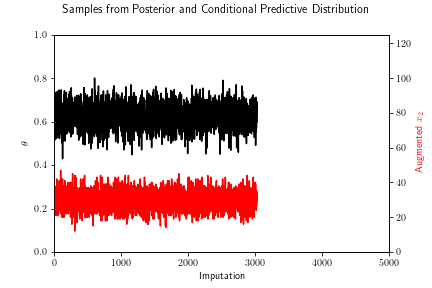 Samples from Posterior and Conditional Predictive Distribution
1.0
0.8
0.6
0.4
0.2
0.0
θ
120
100
80
60
40
20
0
Augmented x₂
0 1000 2000 3000 4000 5000
Imputation